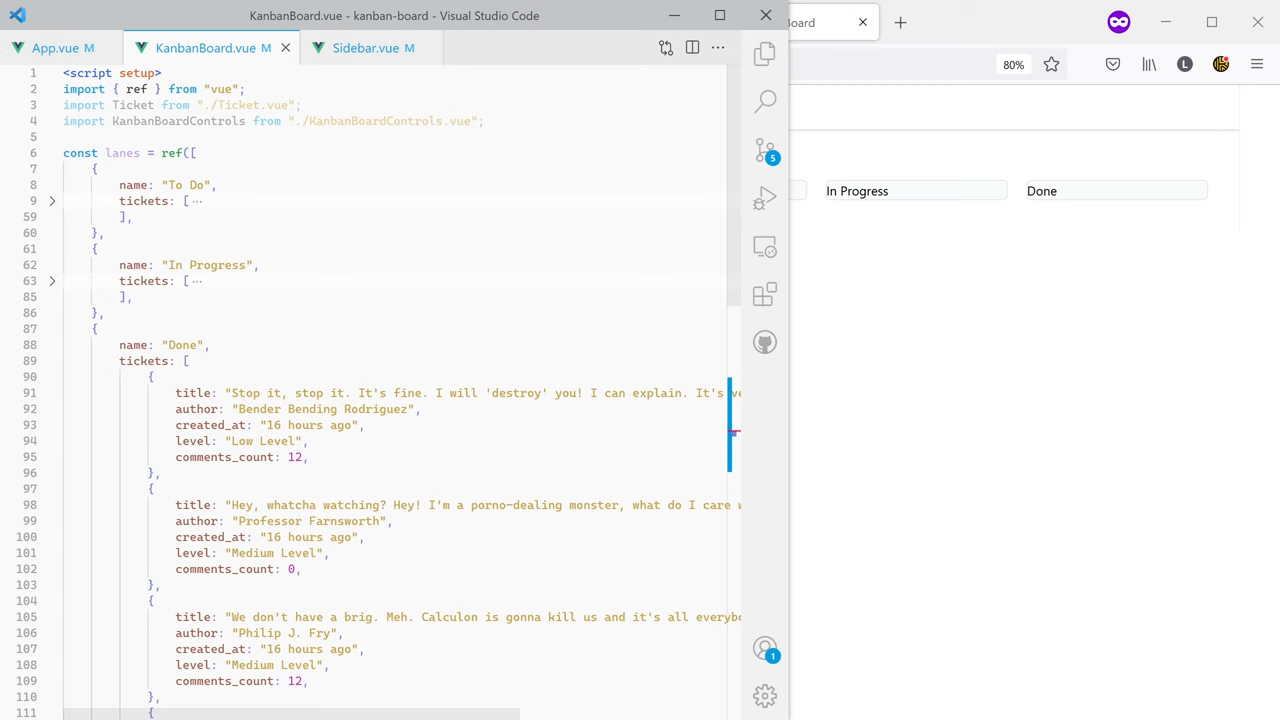 KanbanBoard.vue - kanban-board - Visual Studio Code
App.vue M
KanbanBoard.vue M
Sidebar.vue M
1 <script setup>
2 import { ref } from "vue";
3 import Ticket from "./Ticket.vue";
4 import KanbanBoardControls from "./KanbanBoardControls.vue";
5
6 const lanes = ref([
7 {
8 name: "To Do",
9 tickets: [ ⋯
59 ],
60 },
61 {
62 name: "In Progress",
63 tickets: [ ⋯
85 ],
86 },
87 {
88 name: "Done",
89 tickets: [
90 {
91 title: "Stop it, stop it. It's fine. I will 'destroy' you! I can explain. It's ve
92 author: "Bender Bending Rodriguez",
93 created_at: "16 hours ago",
94 level: "Low Level",
95 comments_count: 12,
96 },
97 {
98 title: "Hey, whatcha watching? Hey! I'm a porno-dealing monster, what do I care w
99 author: "Professor Farnsworth",
100 created_at: "16 hours ago",
101 level: "Medium Level",
102 comments_count: 0,
103 },
104 {
105 title: "We don't have a brig. Meh. Calculon is gonna kill us and it's all everybo
106 author: "Philip J. Fry",
107 created_at: "16 hours ago",
108 level: "Medium Level",
109 comments_count: 12,
110 },
111 {
5
1
oard
80%
L
In Progress
Done